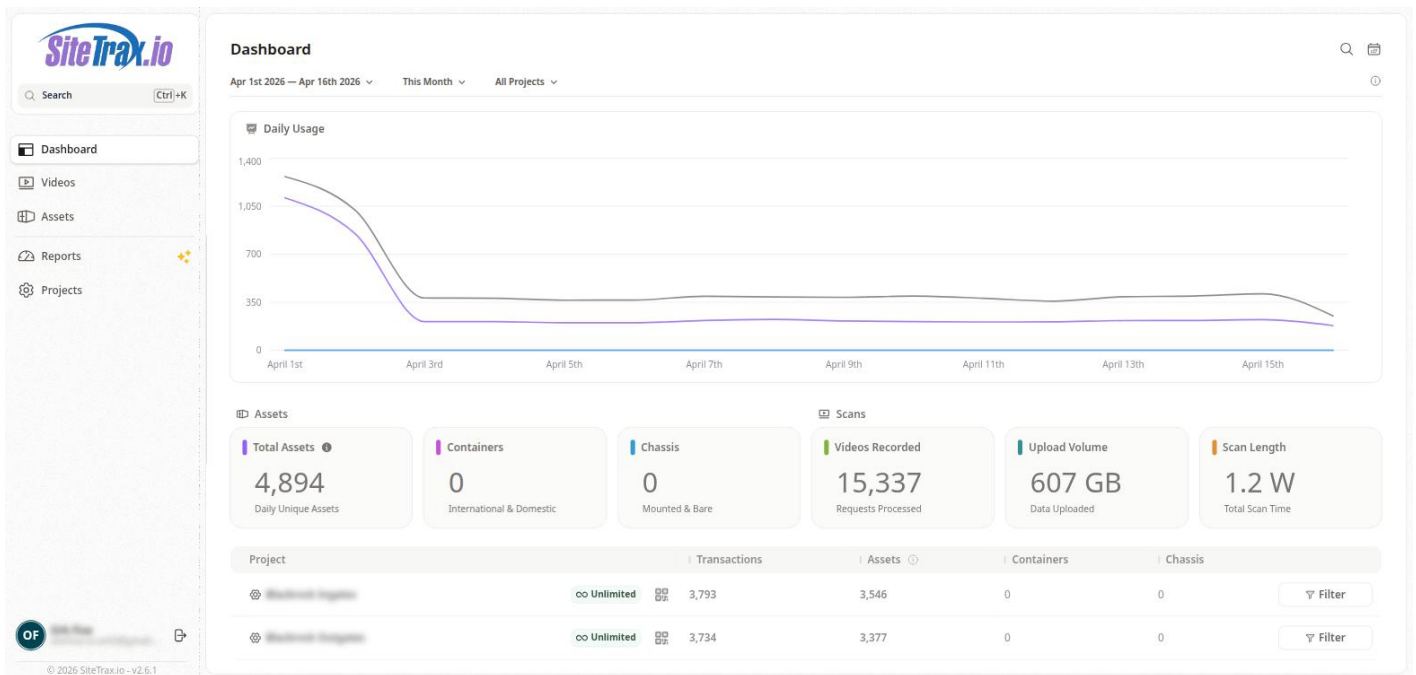 SiteTrax.io
Search Ctrl+K
Dashboard
Videos
Assets
Reports
Projects
OF
© 2026 SiteTrax.io - v2.6.1
Dashboard
Apr 1st 2026 — Apr 16th 2026 This Month All Projects
Daily Usage
1,400
1,050
700
350
0
April 1st April 3rd April 5th April 7th April 9th April 11th April 13th April 15th
Assets Scans
Total Assets Containers Chassis Videos Recorded Upload Volume Scan Length
4,894 0 0 15,337 607 GB 1.2 W
Daily Unique Assets International & Domestic Mounted & Bare Requests Processed Data Uploaded Total Scan Time
Project Transactions Assets Containers Chassis
Unlimited 3,793 3,546 0 0 Filter
Unlimited 3,734 3,377 0 0 Filter